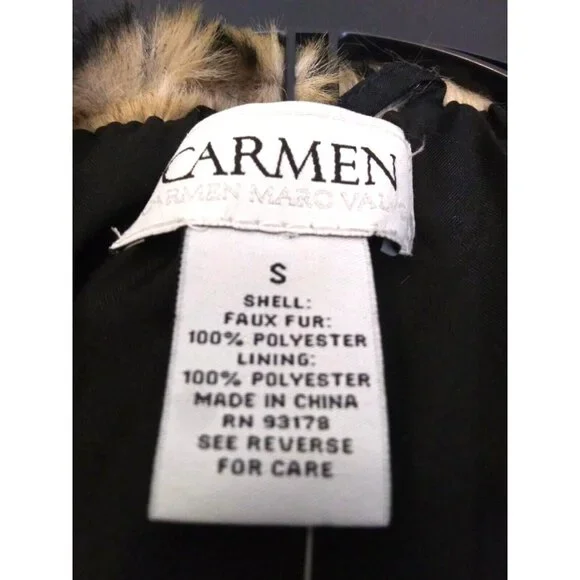 CARMEN
CARMEN MARC
S
SHELL:
FAUX FUR:
100% POLYESTER
LINING:
100% POLYESTER
MADE IN CHINA
RN 93178
SEE REVERSE
FOR CARE